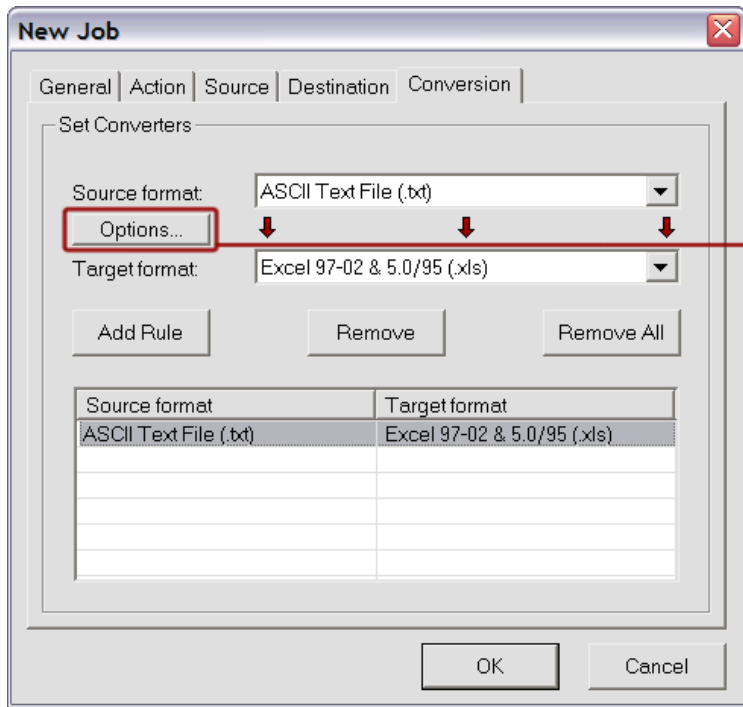 New Job
General Action Source Destination Conversion
Set Converters
Source format: ASCII Text File (.txt)
Options...
Target format: Excel 97-02 & 5.0/95 (.xls)
Add Rule Remove Remove All
Source format Target format
ASCII Text File (.txt) Excel 97-02 & 5.0/95 (.xls)
OK Cancel